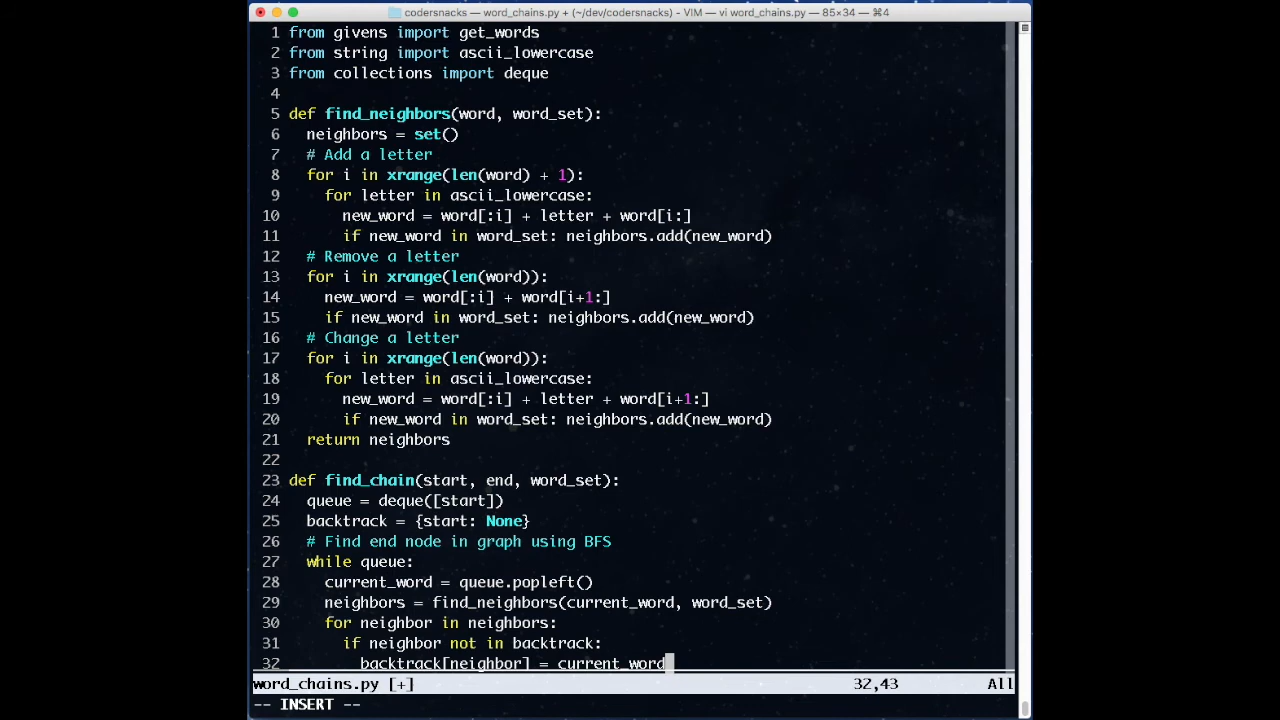 codersnacks — word_chains.py + (~/dev/codersnacks) - VIM — vi word_chains.py — 85×34 — ⌘4
1 from givens import get_words
2 from string import ascii_lowercase
3 from collections import deque
4
5 def find_neighbors(word, word_set):
6   neighbors = set()
7   # Add a letter
8   for i in xrange(len(word) + 1):
9     for letter in ascii_lowercase:
10       new_word = word[:i] + letter + word[i:]
11       if new_word in word_set: neighbors.add(new_word)
12   # Remove a letter
13   for i in xrange(len(word)):
14     new_word = word[:i] + word[i+1:]
15     if new_word in word_set: neighbors.add(new_word)
16   # Change a letter
17   for i in xrange(len(word)):
18     for letter in ascii_lowercase:
19       new_word = word[:i] + letter + word[i+1:]
20       if new_word in word_set: neighbors.add(new_word)
21   return neighbors
22
23 def find_chain(start, end, word_set):
24   queue = deque([start])
25   backtrack = {start: None}
26   # Find end node in graph using BFS
27   while queue:
28     current_word = queue.popleft()
29     neighbors = find_neighbors(current_word, word_set)
30     for neighbor in neighbors:
31       if neighbor not in backtrack:
32         backtrack[neighbor] = current_word
word_chains.py [+] 32,43 All
-- INSERT --